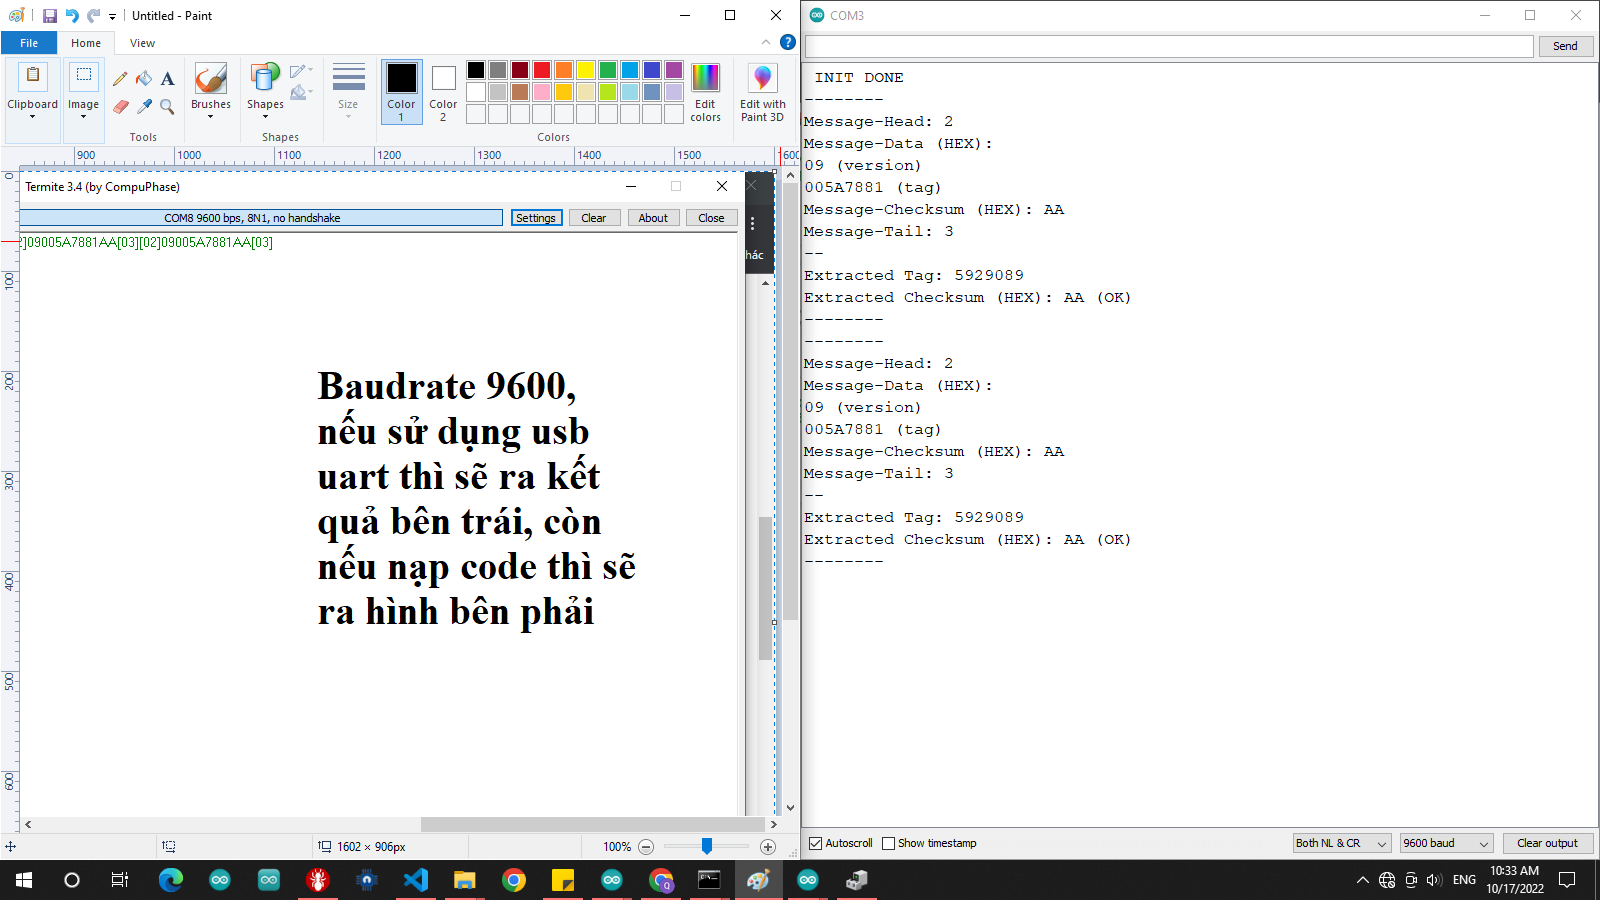 Untitled - Paint
File
Home
View
Clipboard
Image
Tools
Brushes
Shapes
Shapes
Size
Color
1
Color
2
Edit
colors
Edit with
Paint 3D
Colors
900
1000
1100
1200
1300
1400
1500
1600
0
100
200
300
400
500
600
Termite 3.4 (by CompuPhase)
COM8 9600 bps, 8N1, no handshake
Settings
Clear
About
Close
2]09005A7881AA[03][02]09005A7881AA[03]
hác
Baudrate 9600,
nếu sử dụng usb
uart thì sẽ ra kết
quả bên trái, còn
nếu nạp code thì sẽ
ra hình bên phải
1602 × 906px
100%
COM3
Send
INIT DONE
--------
Message-Head: 2
Message-Data (HEX):
09 (version)
005A7881 (tag)
Message-Checksum (HEX): AA
Message-Tail: 3
--
Extracted Tag: 5929089
Extracted Checksum (HEX): AA (OK)
--------
--------
Message-Head: 2
Message-Data (HEX):
09 (version)
005A7881 (tag)
Message-Checksum (HEX): AA
Message-Tail: 3
--
Extracted Tag: 5929089
Extracted Checksum (HEX): AA (OK)
--------
Autoscroll
Show timestamp
Both NL & CR
9600 baud
Clear output
ENG
10:33 AM
10/17/2022